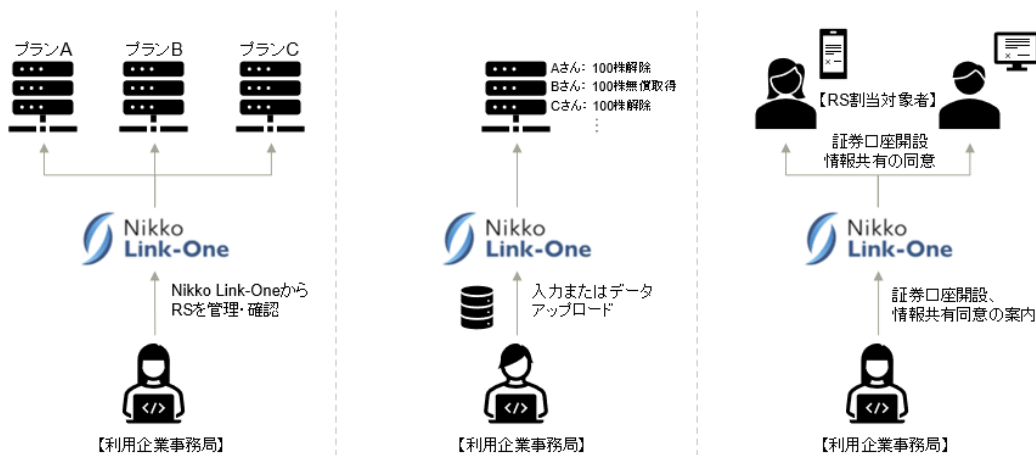 プランA
プランB
プランC
Nikko
Link-One
Nikko Link-Oneから
RSを管理・確認
【利用企業事務局】
Aさん: 100株解除
Bさん: 100株無償取得
Cさん: 100株解除
⋮
Nikko
Link-One
入力またはデータ
アップロード
</>
【利用企業事務局】
【RS割当対象者】
証券口座開設
情報共有の同意
Nikko
Link-One
証券口座開設、
情報共有同意の案内
</>
【利用企業事務局】